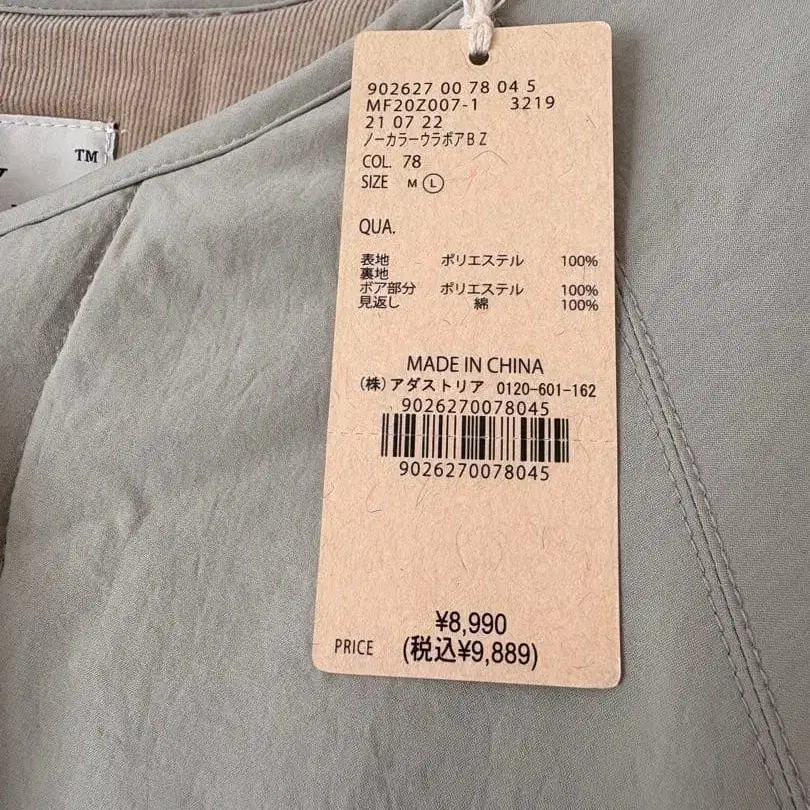 TM
902627 00 78 04 5
MF20Z007-1 3219
21 07 22
ノーカラーウラボアBZ
COL. 78
SIZE M L
QUA.
表地 ポリエステル 100%
裏地
ボア部分 ポリエステル 100%
見返し 綿 100%
MADE IN CHINA
(株)アダストリア 0120-601-162
9026270078045
9026270078045
¥8,990
PRICE (税込¥9,889)